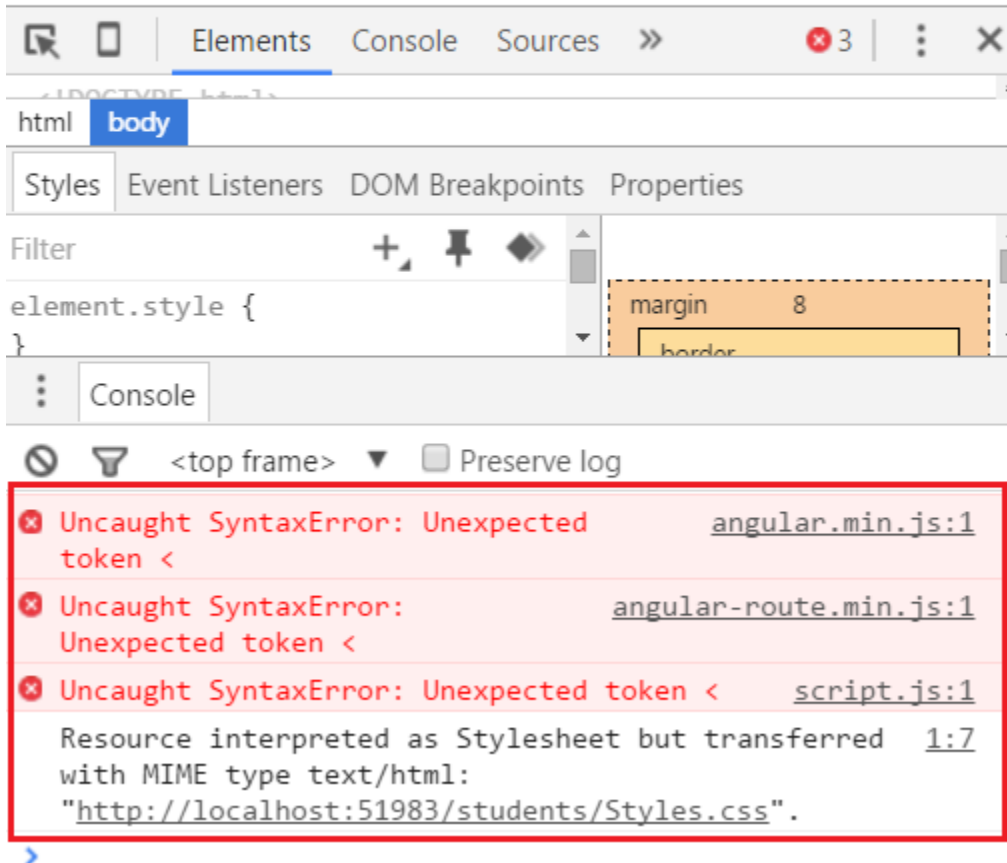 Elements Console Sources » 3
<!DOCTYPE html>
html body
Styles Event Listeners DOM Breakpoints Properties
Filter
element.style {
}
margin 8
border
Console
<top frame> ▼ Preserve log
Uncaught SyntaxError: Unexpected token < angular.min.js:1
Uncaught SyntaxError: Unexpected token < angular-route.min.js:1
Uncaught SyntaxError: Unexpected token < script.js:1
Resource interpreted as Stylesheet but transferred 1:7
with MIME type text/html:
"http://localhost:51983/students/Styles.css".
>